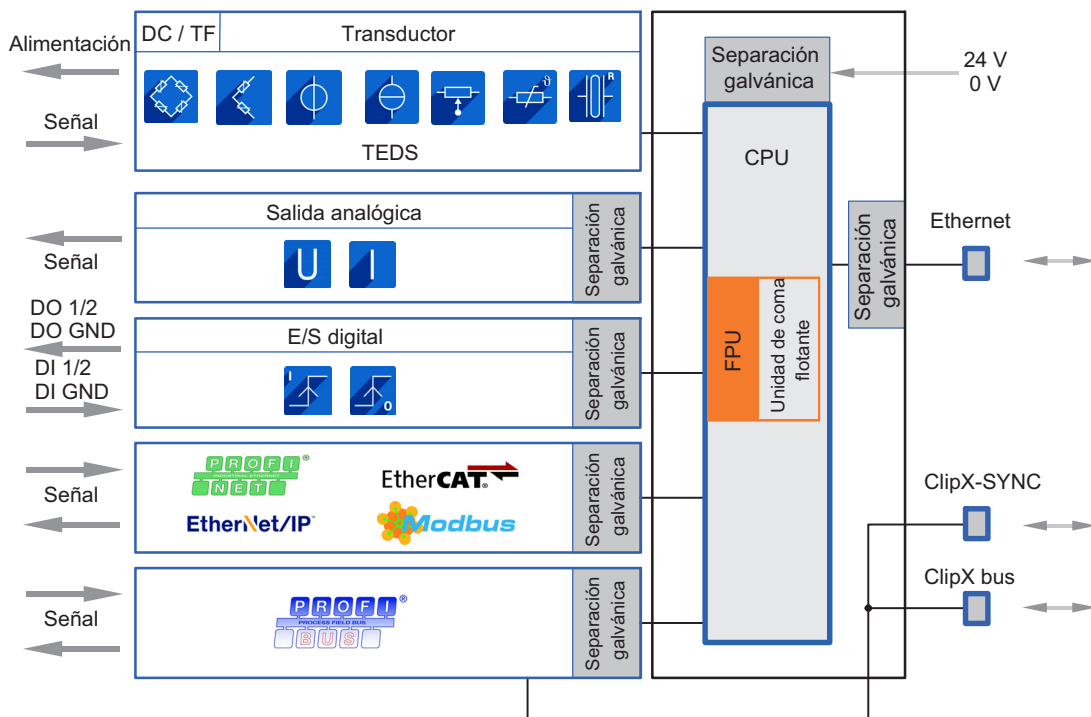 Alimentación
DC / TF
Transductor
R
ϑ
Señal
TEDS
Separación
galvánica
24 V
0 V
CPU
Salida analógica
U
I
Señal
Separación
galvánica
Separación
galvánica
Ethernet
DO 1/2
DO GND
DI 1/2
DI GND
E/S digital
I
O
Separación
galvánica
FPU
Unidad de coma
flotante
Señal
PROFI®
INDUSTRIAL ETHERNET
NET
EtherCAT®
EtherNet/IP™
Modbus
Separación
galvánica
ClipX-SYNC
ClipX bus
Señal
PROFI®
PROCESS FIELD BUS
BUS
Separación
galvánica